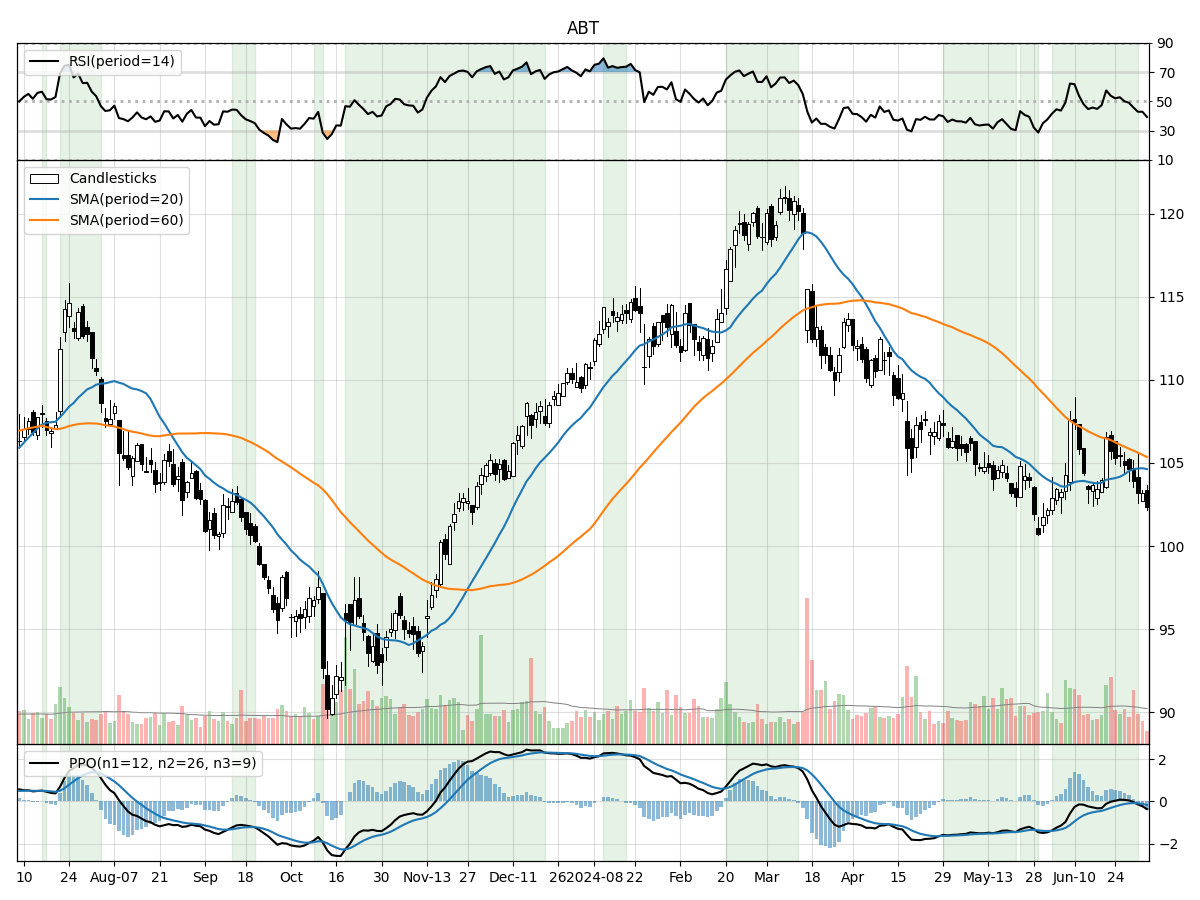 ABT
RSI(period=14)
90
70
50
30
10
Candlesticks
SMA(period=20)
SMA(period=60)
120
115
110
105
100
95
90
PPO(n1=12, n2=26, n3=9)
2
0
−2
10 24 Aug-07 21 Sep 18 Oct 16 30 Nov-13 27 Dec-11 26 2024-08 22 Feb 20 Mar 18 Apr 15 29 May-13 28 Jun-10 24